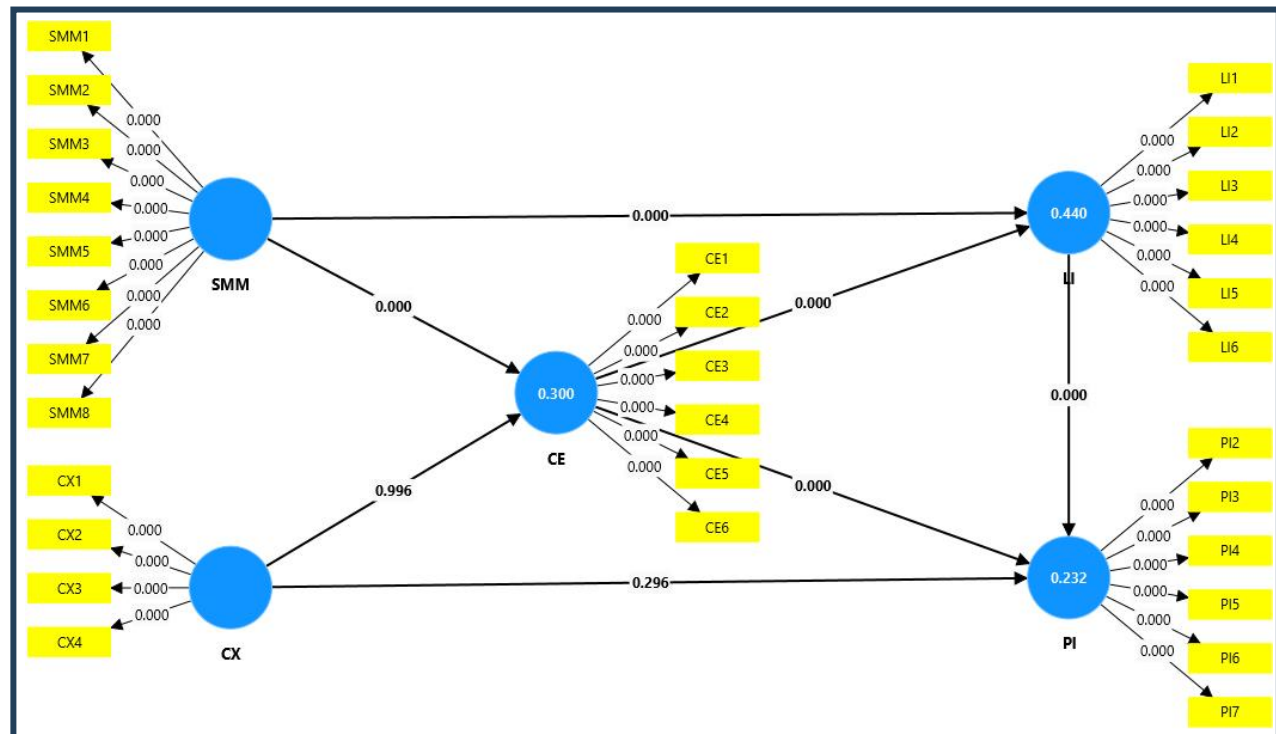 SMM1
SMM2
SMM3
SMM4
SMM5
SMM6
SMM7
SMM8
0.000
0.000
0.000
0.000
0.000
0.000
0.000
0.000
SMM
CX1
CX2
CX3
CX4
0.000
0.000
0.000
0.000
CX
0.000
0.000
0.996
0.296
0.300
CE
CE1
CE2
CE3
CE4
CE5
CE6
0.000
0.000
0.000
0.000
0.000
0.000
0.000
0.000
0.440
LI
0.000
LI1
LI2
LI3
LI4
LI5
LI6
0.000
0.000
0.000
0.000
0.000
0.000
0.232
PI
PI2
PI3
PI4
PI5
PI6
PI7
0.000
0.000
0.000
0.000
0.000
0.000